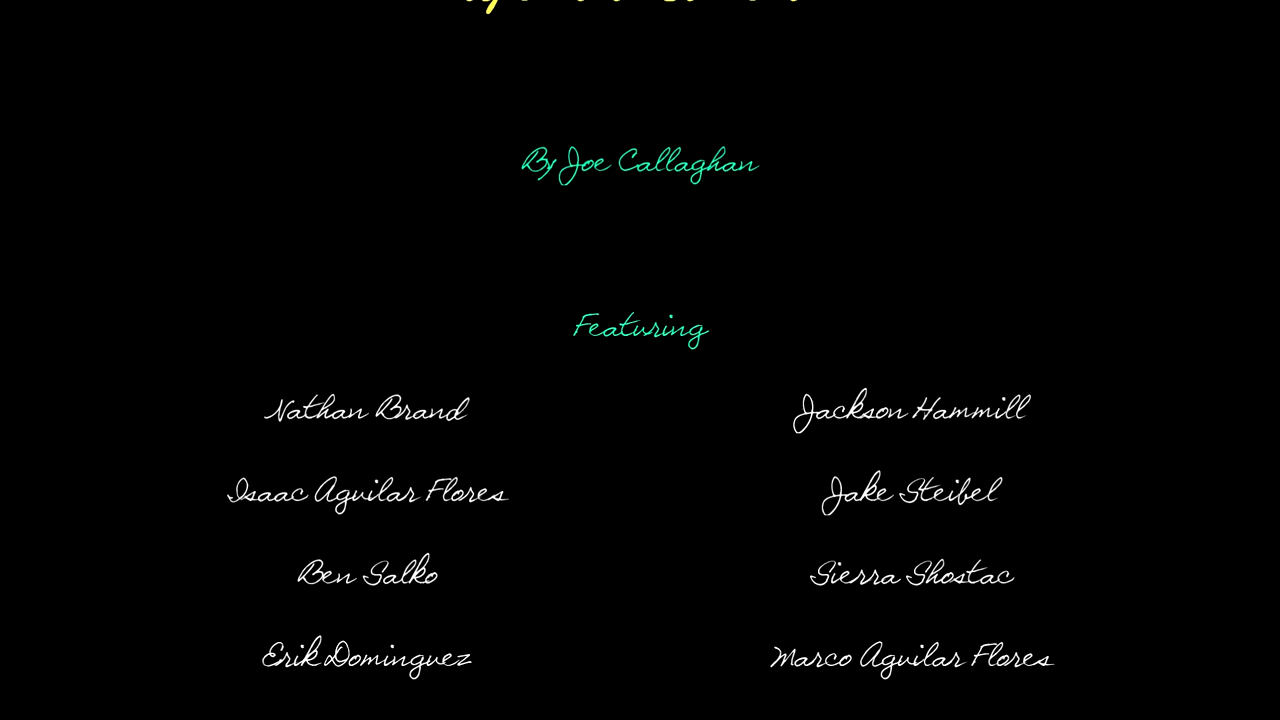 By Joe Callaghan
Featuring
Nathan Brand
Jackson Hammill
Isaac Aguilar Flores
Jake Steibel
Ben Salko
Sierra Shostac
Erik Dominguez
Marco Aguilar Flores